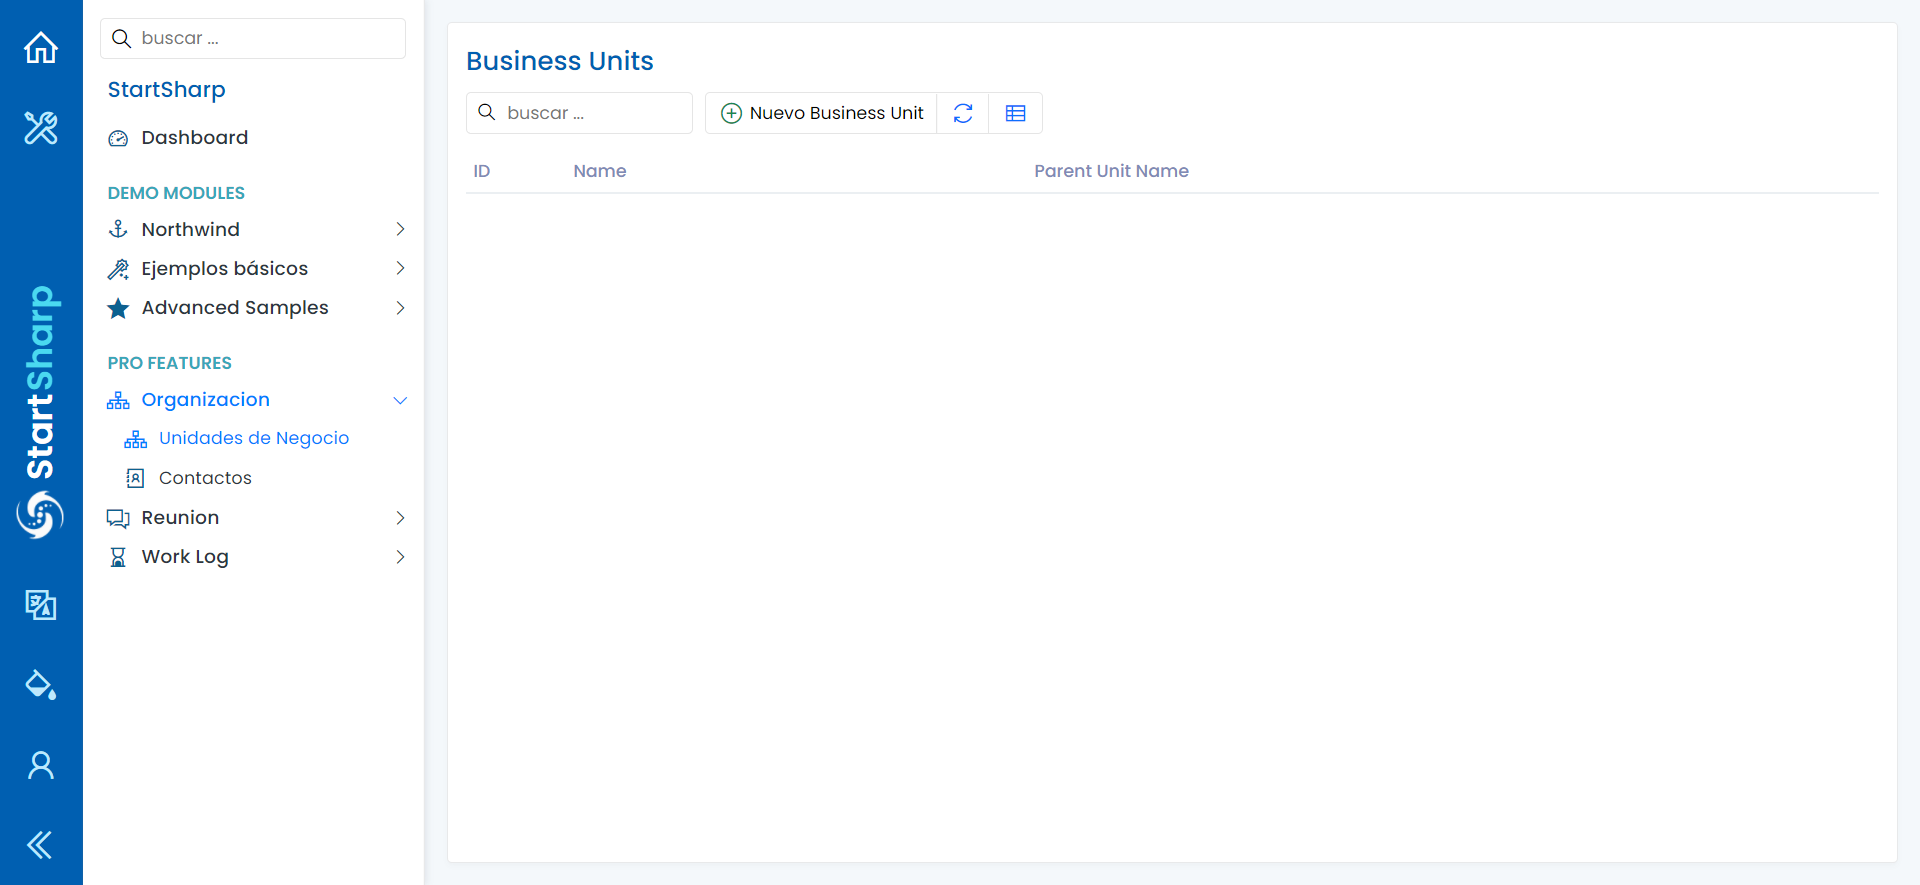 StartSharp
buscar ...
StartSharp
Dashboard
DEMO MODULES
Northwind
Ejemplos básicos
Advanced Samples
PRO FEATURES
Organizacion
Unidades de Negocio
Contactos
Reunion
Work Log
Business Units
buscar ...
Nuevo Business Unit
ID Name Parent Unit Name